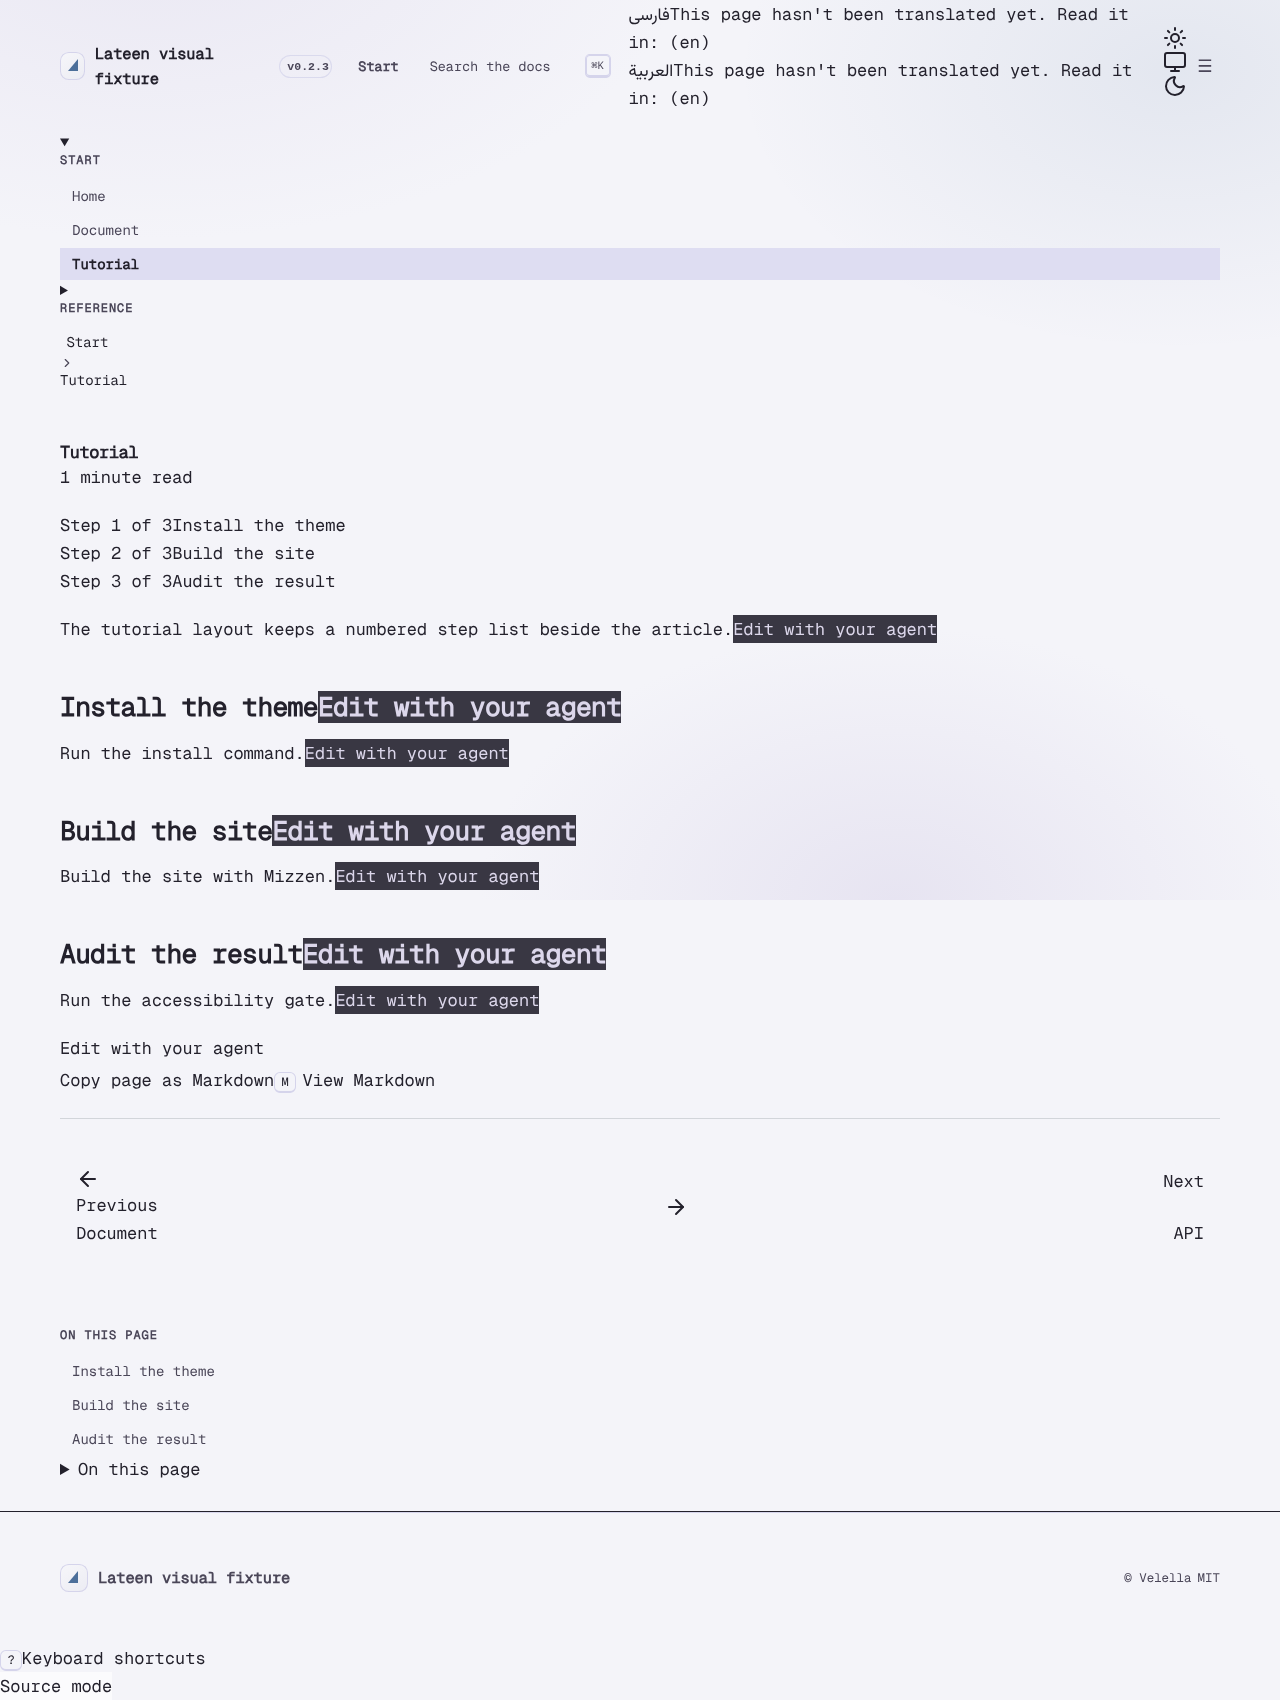 Lateen visual
fixture
v0.2.3
Start
Search the docs
⌘K
فارسیThis page hasn't been translated yet. Read it
in: (en)
العربيةThis page hasn't been translated yet. Read it
in: (en)
START
Home
Document
Tutorial
REFERENCE
Start
Tutorial
Tutorial
1 minute read
Step 1 of 3Install the theme
Step 2 of 3Build the site
Step 3 of 3Audit the result
The tutorial layout keeps a numbered step list beside the article.Edit with your agent
Install the themeEdit with your agent
Run the install command.Edit with your agent
Build the siteEdit with your agent
Build the site with Mizzen.Edit with your agent
Audit the resultEdit with your agent
Run the accessibility gate.Edit with your agent
Edit with your agent
Copy page as Markdown M View Markdown
Previous
Document
Next
API
ON THIS PAGE
Install the theme
Build the site
Audit the result
On this page
Lateen visual fixture
© Velella MIT
? Keyboard shortcuts
Source mode